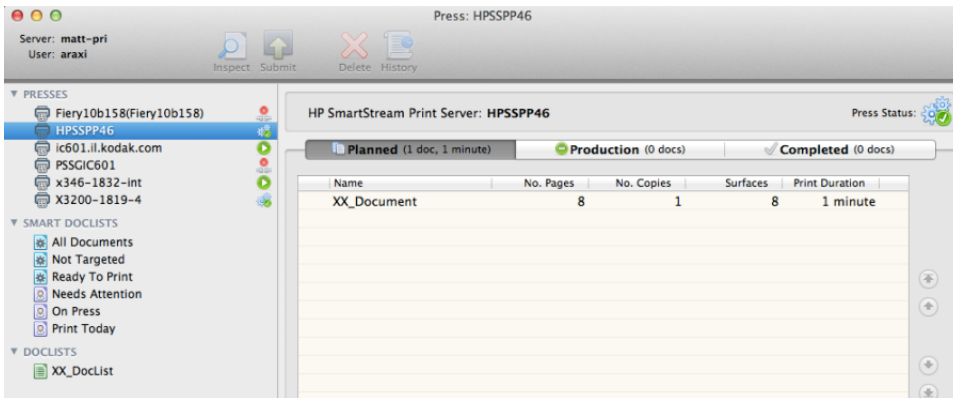 Press: HPSSPP46
Server: matt-pri
User: araxi
Inspect Submit Delete History
PRESSES
Fiery10b158(Fiery10b158)
HPSSPP46
ic601.il.kodak.com
PSSGIC601
x346-1832-int
X3200-1819-4
SMART DOCLISTS
All Documents
Not Targeted
Ready To Print
Needs Attention
On Press
Print Today
DOCLISTS
XX_DocList
HP SmartStream Print Server: HPSSPP46 Press Status:
Planned (1 doc, 1 minute) Production (0 docs) Completed (0 docs)
Name No. Pages No. Copies Surfaces Print Duration
XX_Document 8 1 8 1 minute